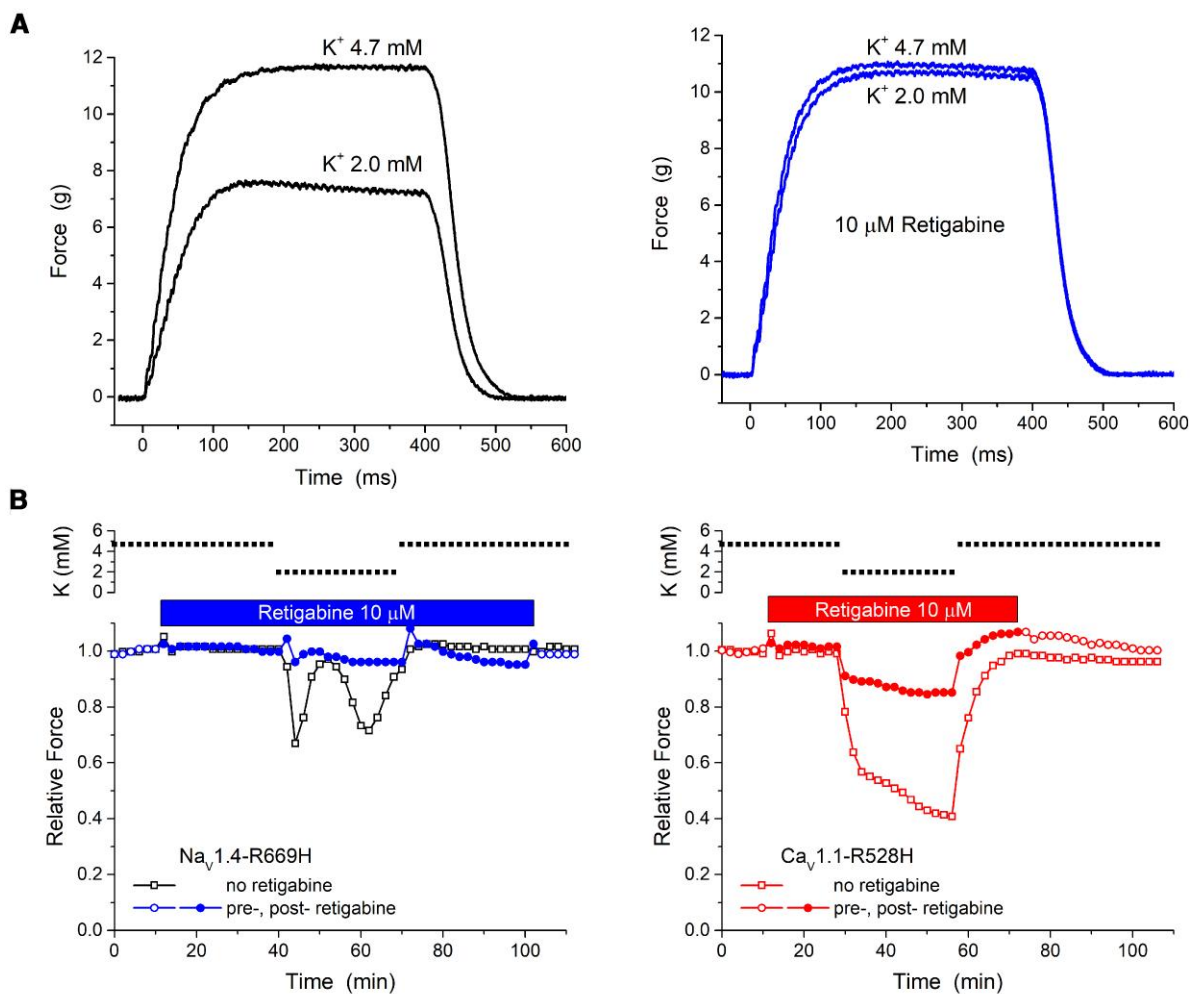 A
K⁺ 4.7 mM
K⁺ 2.0 mM
Force (g)
12
10
8
6
4
2
0
0 100 200 300 400 500 600
Time (ms)
K⁺ 4.7 mM
K⁺ 2.0 mM
10 μM Retigabine
Force (g)
12
10
8
6
4
2
0
0 100 200 300 400 500 600
Time (ms)
B
K (mM)
6
4
2
0
Retigabine 10 μM
Relative Force
1.0
0.8
0.6
0.4
0.2
0.0
Naᵥ1.4-R669H
no retigabine
pre-, post- retigabine
0 20 40 60 80 100
Time (min)
K (mM)
6
4
2
0
Retigabine 10 μM
Relative Force
1.0
0.8
0.6
0.4
0.2
0.0
Caᵥ1.1-R528H
no retigabine
pre-, post- retigabine
0 20 40 60 80 100
Time (min)